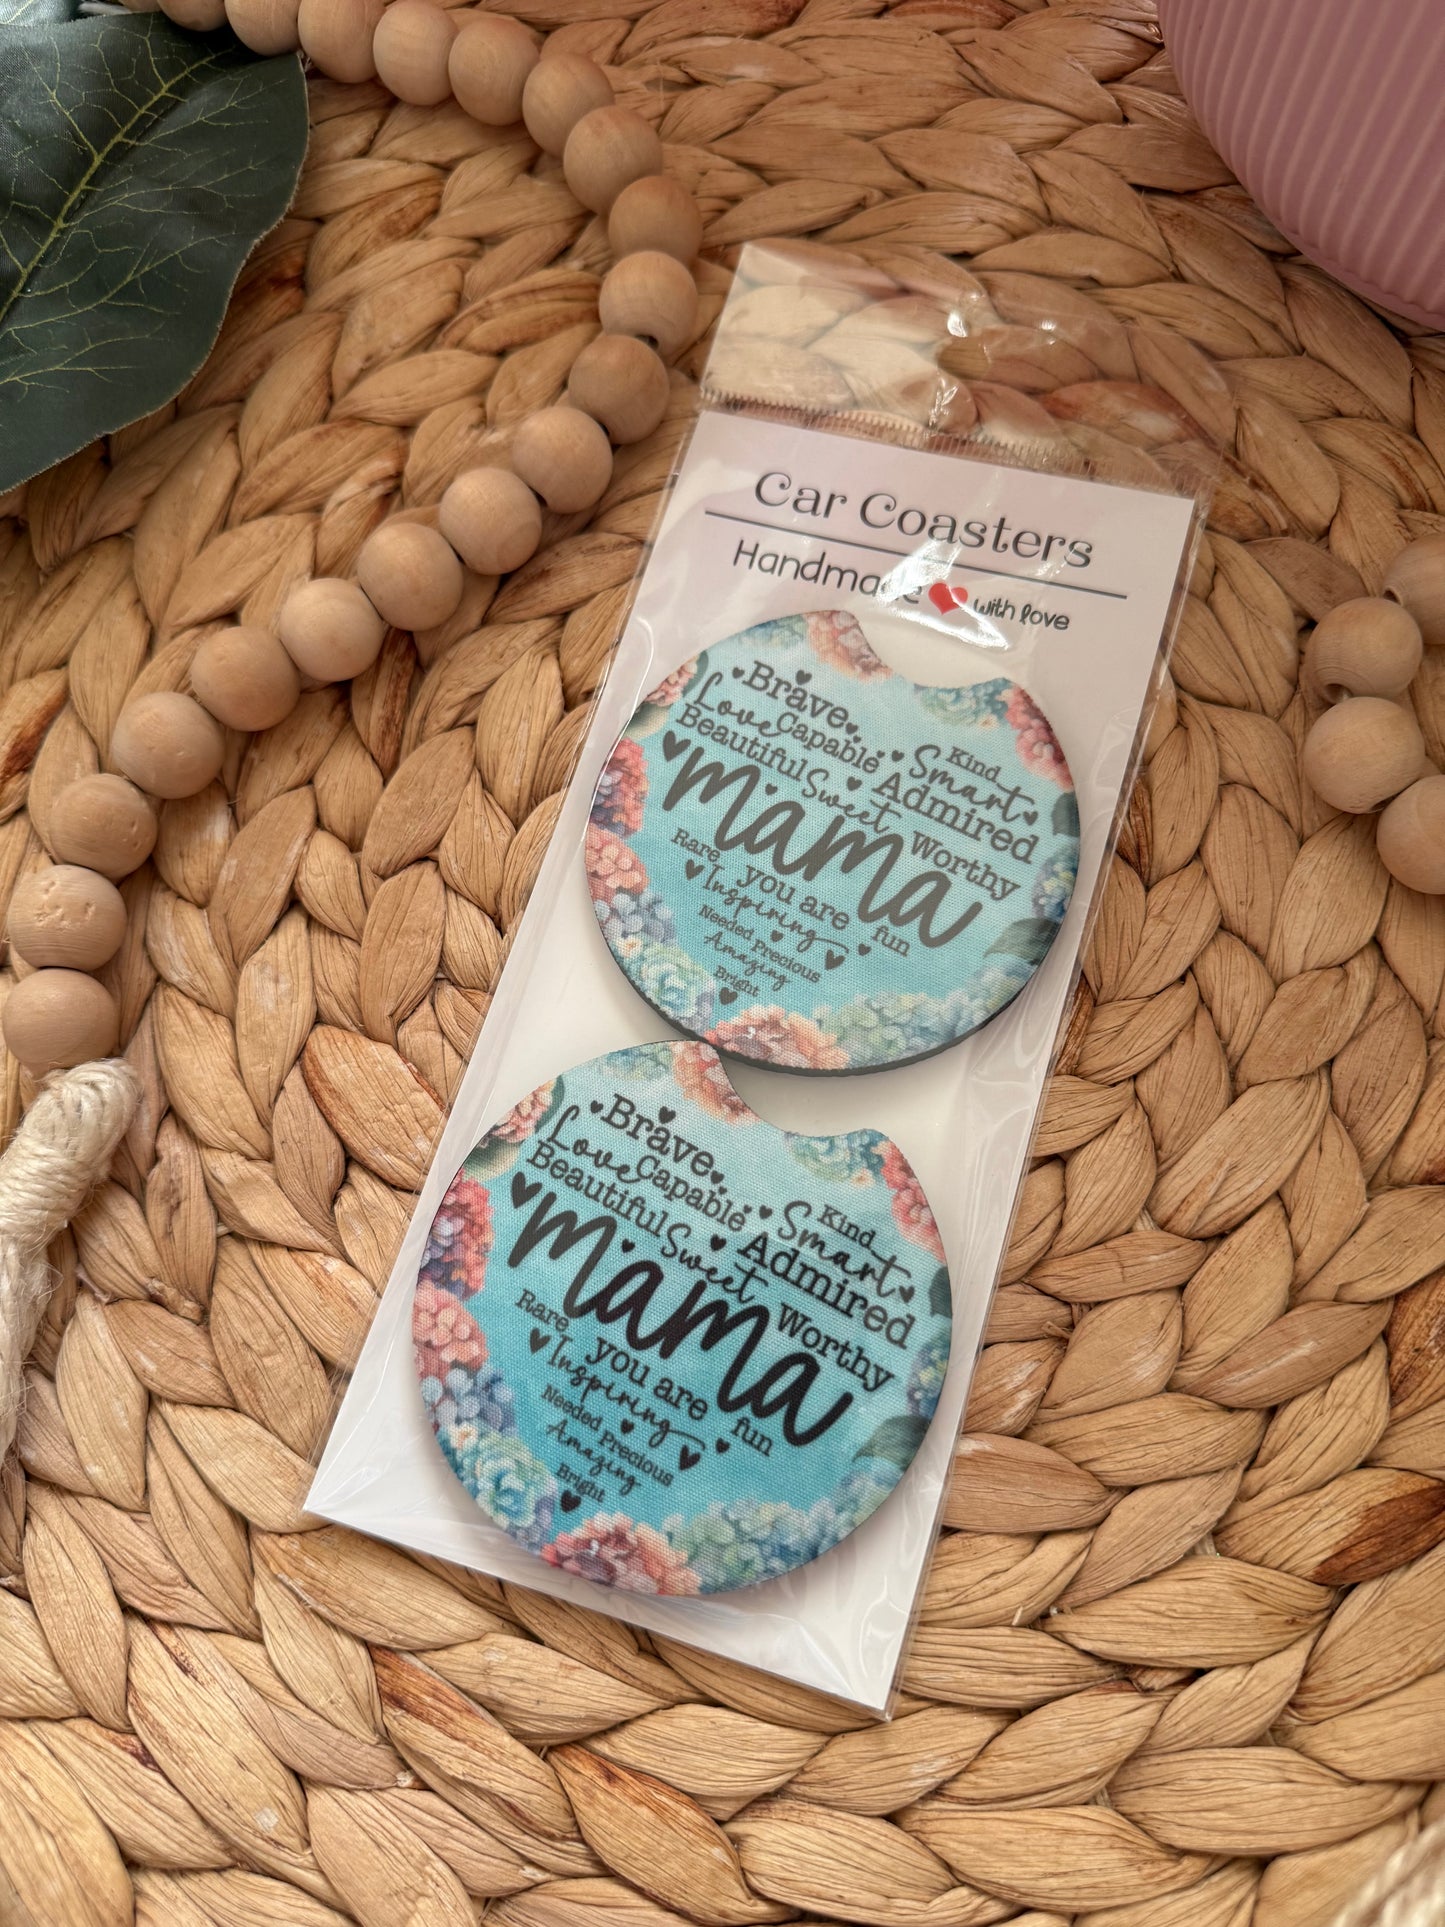 Car Coasters
Handmade with love
Brave
Love Capable Kind
Beautiful Sweet Smart
Admired
mama Worthy
Rare you are fun
Inspiring
Needed Precious
Amazing
Bright
Brave
Love Capable Kind
Beautiful Sweet Smart
Admired
mama Worthy
Rare you are fun
Inspiring
Needed Precious
Amazing
Bright